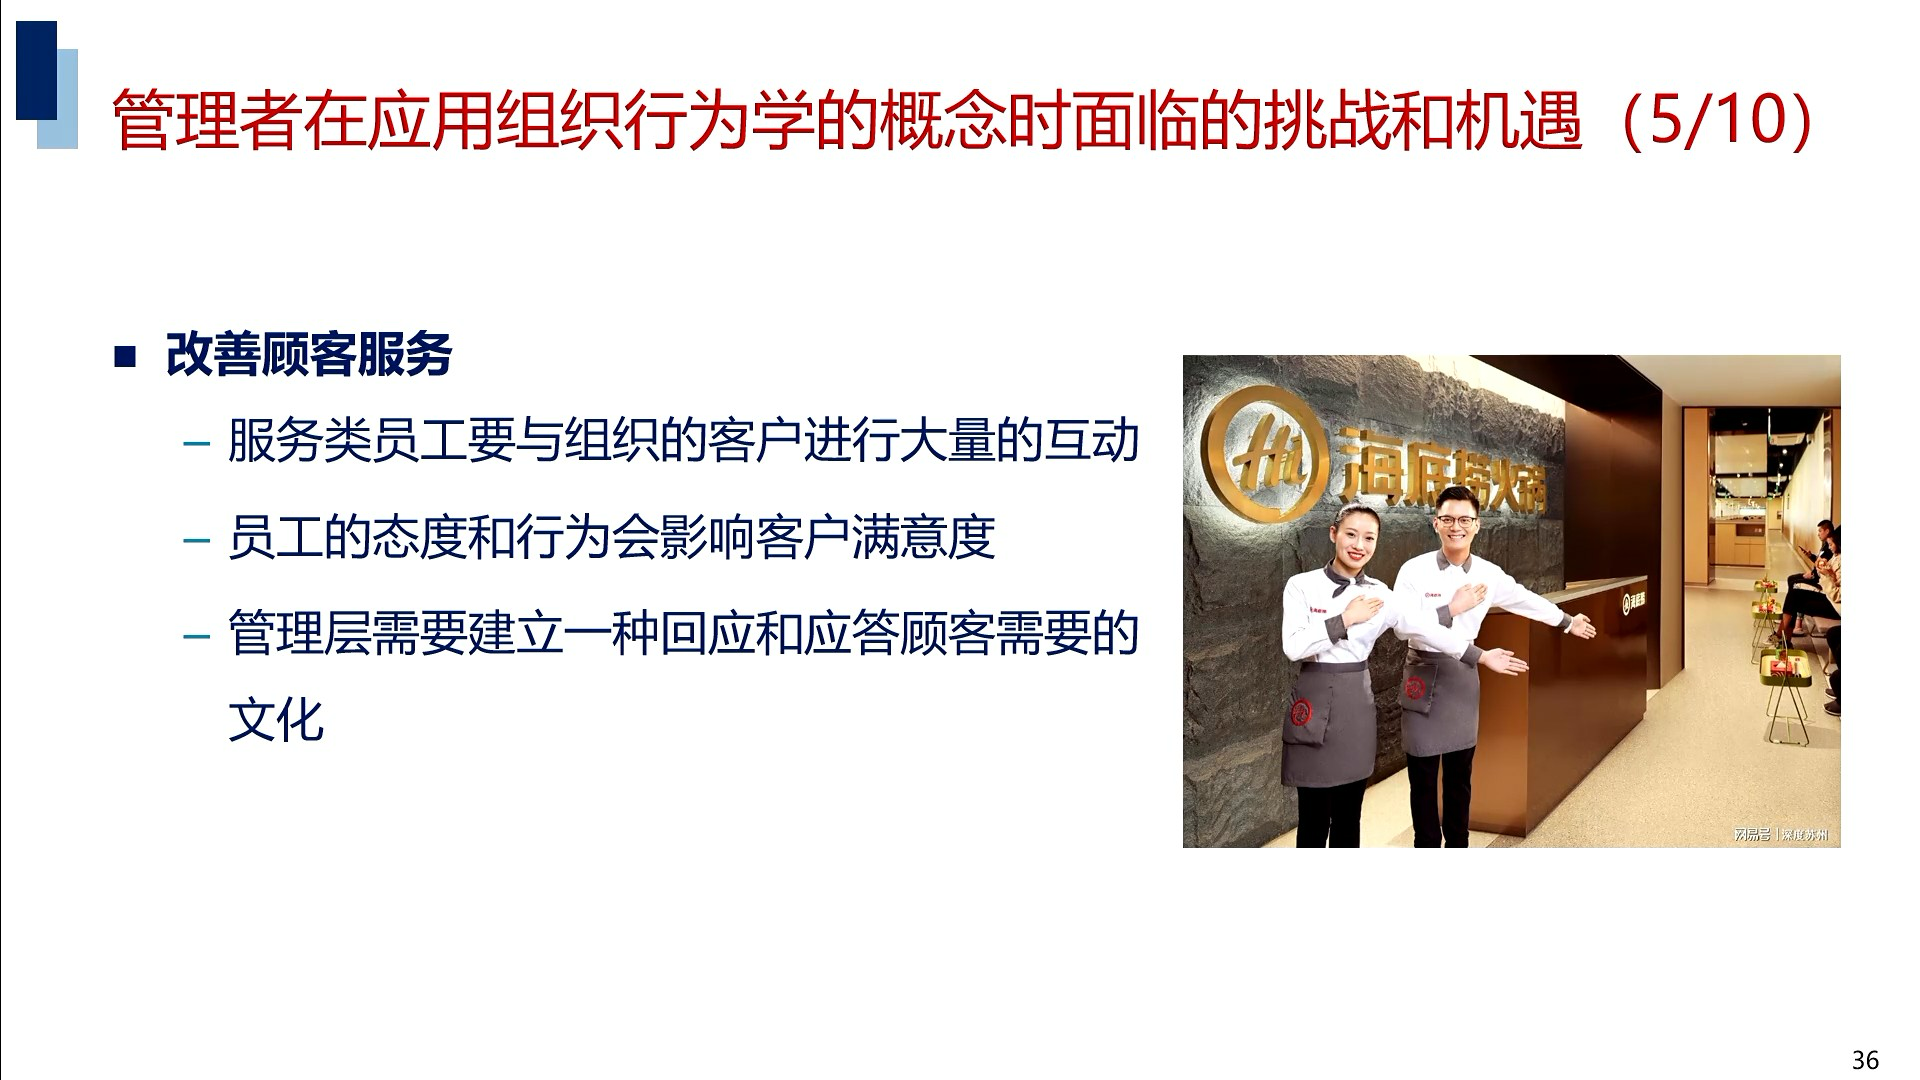 管理者在应用组织行为学的概念时面临的挑战和机遇（5/10）
■ 改善顾客服务
– 服务类员工要与组织的客户进行大量的互动
– 员工的态度和行为会影响客户满意度
– 管理层需要建立一种回应和应答顾客需要的
文化
Hi 海底捞火锅
海底捞
网易号 | 深度苏州
36